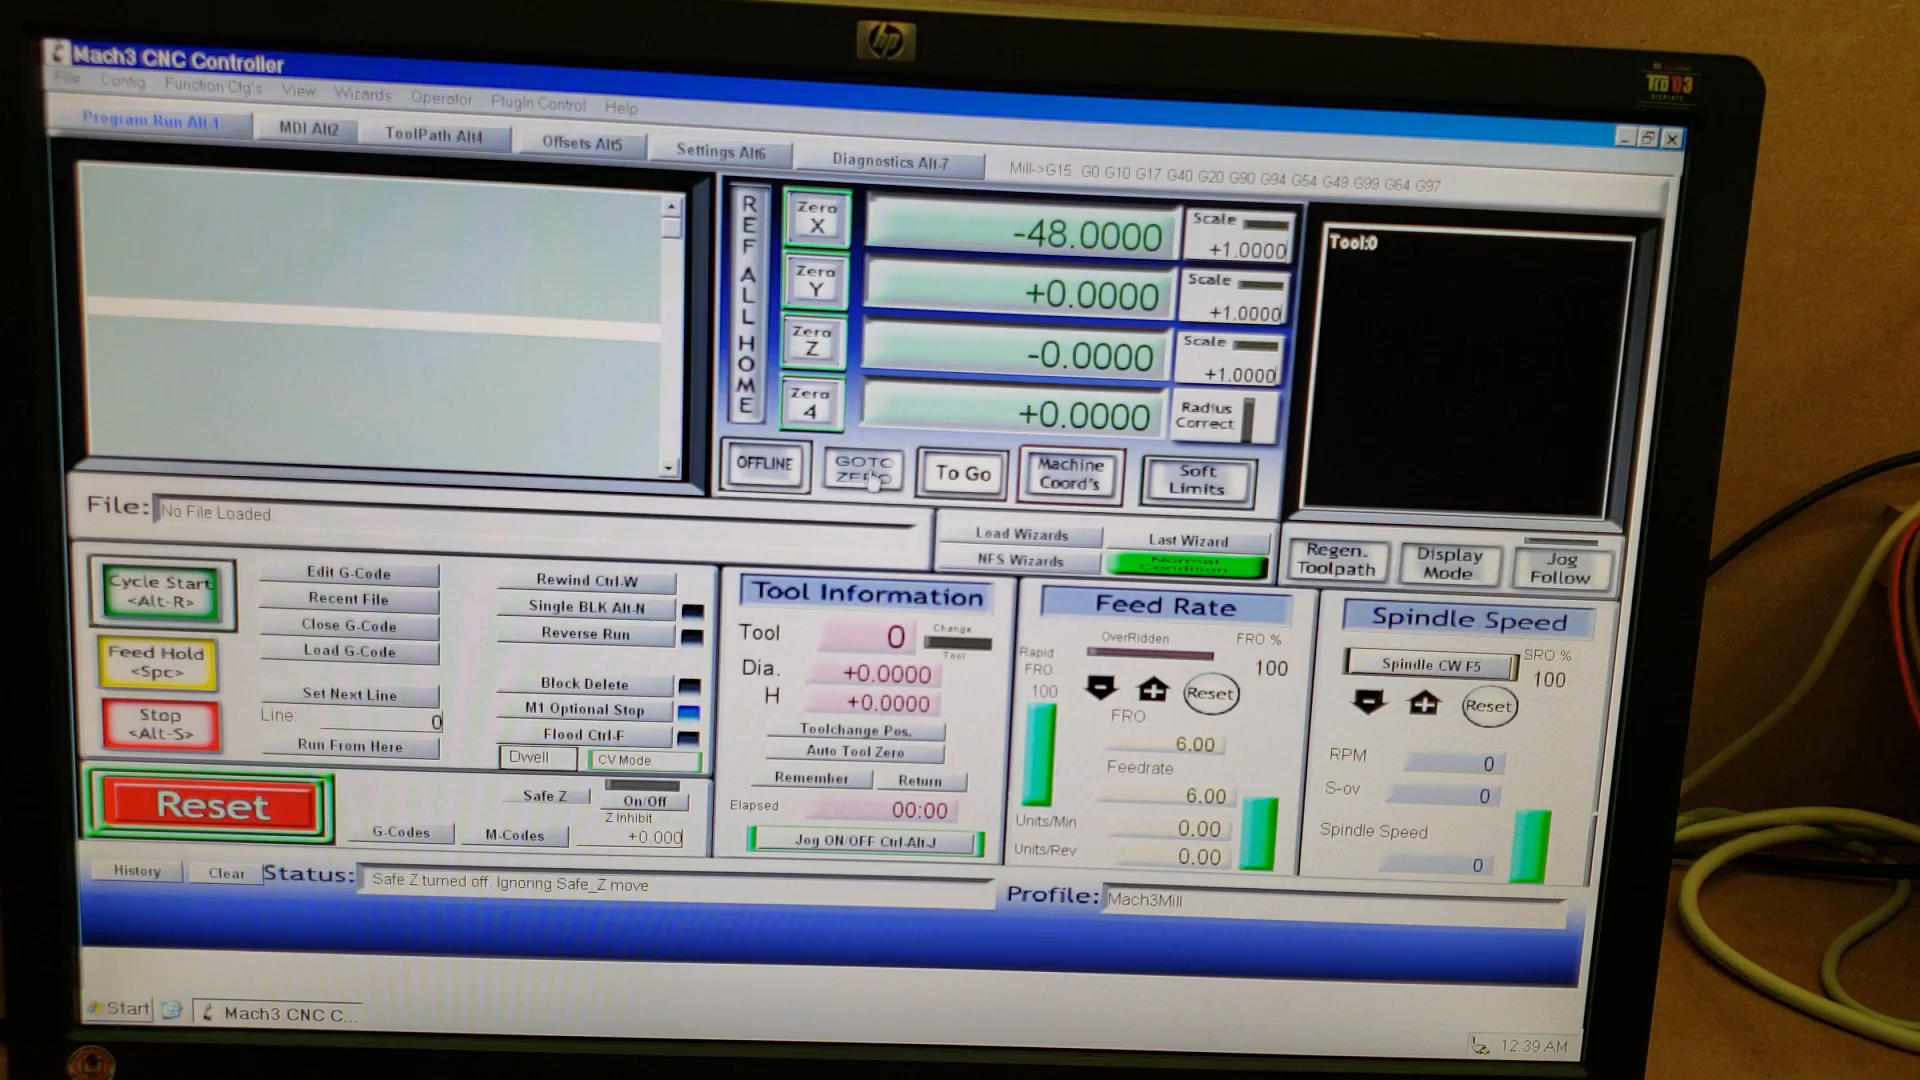 hp
TCO'03
DISPLAYS
Mach3 CNC Controller
File Config Function Cfg's View Wizards Operator PlugIn Control Help
Program Run Alt-1 MDI Alt2 ToolPath Alt4 Offsets Alt5 Settings Alt6 Diagnostics Alt-7 Mill->G15 G0 G10 G17 G40 G20 G90 G94 G54 G49 G99 G64 G97
REF ALL HOME
Zero X -48.0000 Scale +1.0000
Zero Y +0.0000 Scale +1.0000
Zero Z -0.0000 Scale +1.0000
Zero 4 +0.0000 Radius Correct
Tool:0
OFFLINE GOTO ZERO To Go Machine Coord's Soft Limits
File: No File Loaded.
Load Wizards Last Wizard
NFS Wizards Normal Condition
Regen. Toolpath Display Mode Jog Follow
Cycle Start <Alt-R>
Feed Hold <Spc>
Stop <Alt-S>
Edit G-Code
Recent File
Close G-Code
Load G-Code
Set Next Line
Line: 0
Run From Here
Rewind Ctrl-W
Single BLK Alt-N
Reverse Run
Block Delete
M1 Optional Stop
Flood Ctrl-F
Dwell CV Mode
Reset
G-Codes M-Codes
Safe Z
On/Off
Z Inhibit
+0.000
Tool Information
Tool 0 Change Tool
Dia. +0.0000
H +0.0000
Toolchange Pos.
Auto Tool Zero
Remember Return
Elapsed 00:00
Jog ON/OFF Ctrl-Alt-J
Feed Rate
OverRidden FRO %
Rapid FRO 100
100
Reset
FRO
6.00
Feedrate
6.00
Units/Min 0.00
Units/Rev 0.00
Spindle Speed
Spindle CW F5 SRO %
100
Reset
RPM 0
S-ov 0
Spindle Speed
0
History Clear Status: Safe Z turned off. Ignoring Safe_Z move
Profile: Mach3Mill
Start Mach3 CNC C...
12:39 AM